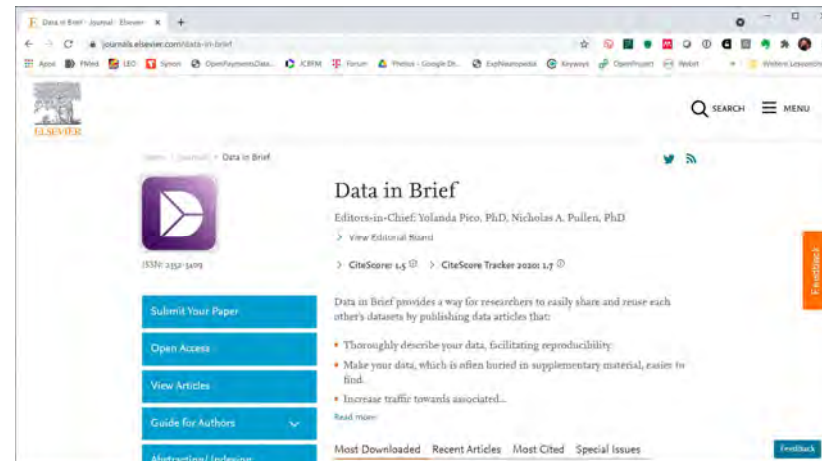 Data in Brief - Journal - Elsevier
journals.elsevier.com/data-in-brief
Apps PMed LEO Synon OpenPaymentsData... JCBFM Forum Photos - Google Dr... ExpNeuropedia Keyways OpenProject
SEARCH MENU
ELSEVIER
Home > Journals > Data in Brief
Data in Brief
Editors-in-Chief: Yolanda Pico, PhD, Nicholas A. Pullen, PhD
> View Editorial Board
ISSN: 2352-3409
> CiteScore: 1.5 > CiteScore Tracker 2020: 1.7
Feedback
Submit Your Paper
Open Access
View Articles
Guide for Authors
Abstracting/ Indexing
Data in Brief provides a way for researchers to easily share and reuse each
other's datasets by publishing data articles that:
• Thoroughly describe your data, facilitating reproducibility.
• Make your data, which is often buried in supplementary material, easier to
find.
• Increase traffic towards associated...
Read more
Most Downloaded Recent Articles Most Cited Special Issues
Feedback